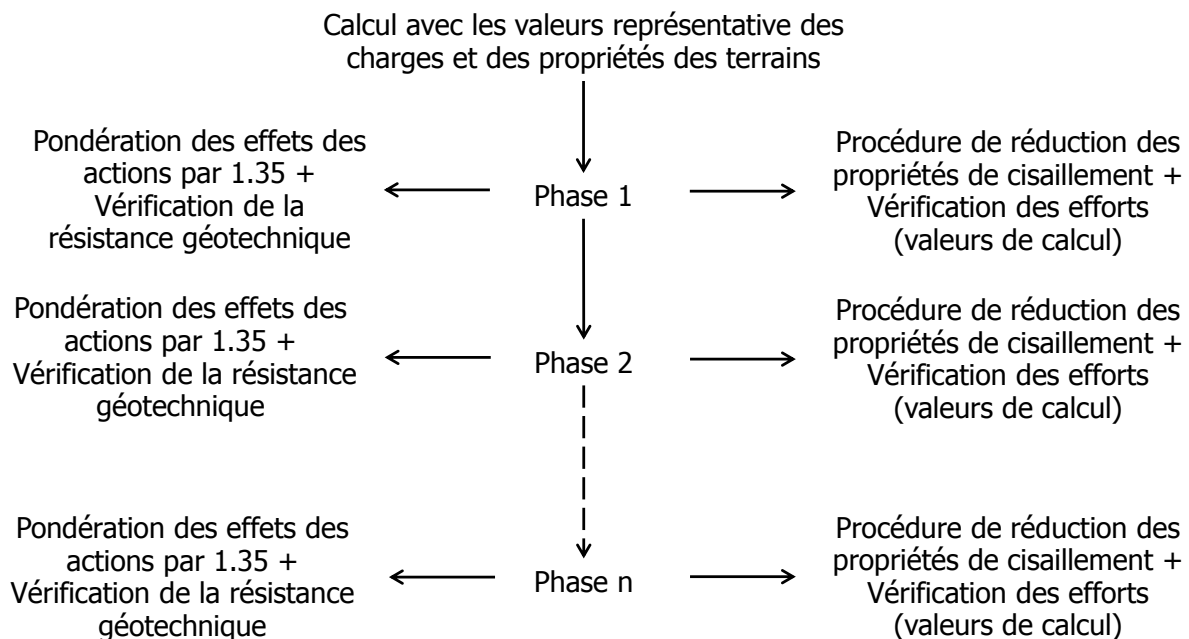 Calcul avec les valeurs représentative des
charges et des propriétés des terrains
Pondération des effets des
actions par 1.35 +
Vérification de la
résistance géotechnique
Phase 1
Procédure de réduction des
propriétés de cisaillement +
Vérification des efforts
(valeurs de calcul)
Pondération des effets des
actions par 1.35 +
Vérification de la résistance
géotechnique
Phase 2
Procédure de réduction des
propriétés de cisaillement +
Vérification des efforts
(valeurs de calcul)
Pondération des effets des
actions par 1.35 +
Vérification de la résistance
géotechnique
Phase n
Procédure de réduction des
propriétés de cisaillement +
Vérification des efforts
(valeurs de calcul)